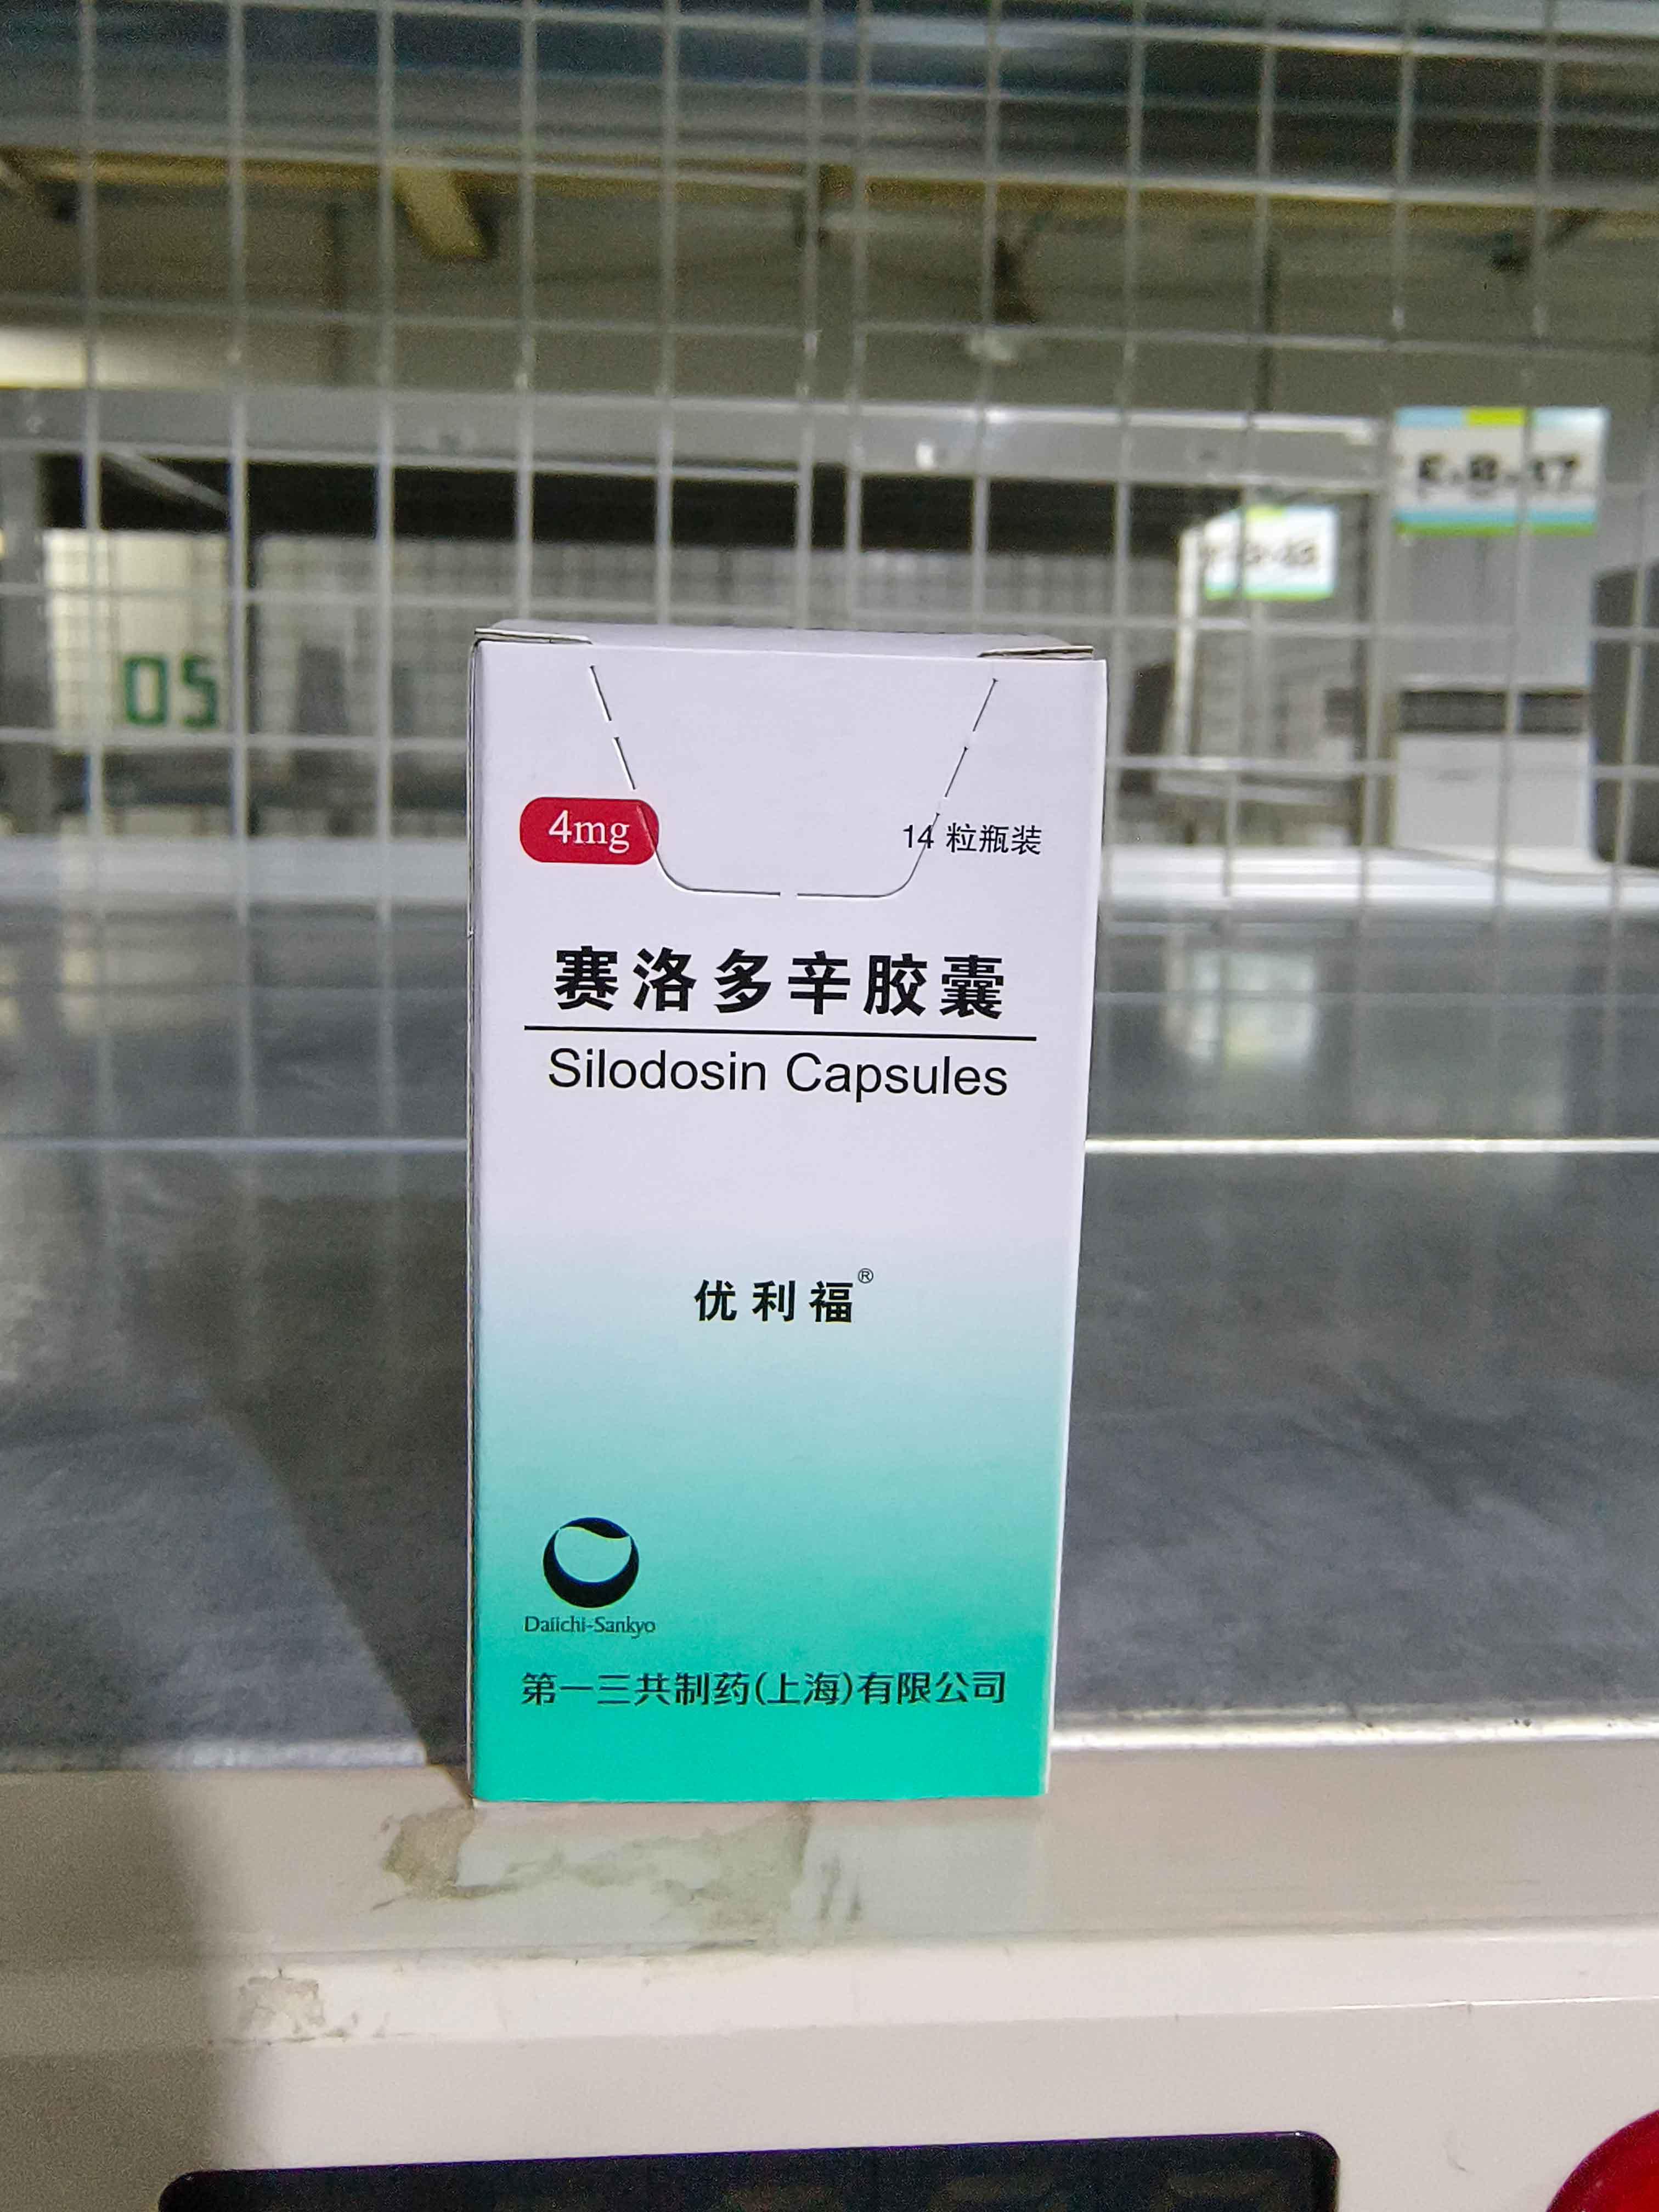 05
4mg
14 粒瓶装
赛洛多辛胶囊
Silodosin Capsules
优利福®
Daiichi-Sankyo
第一三共制药(上海)有限公司